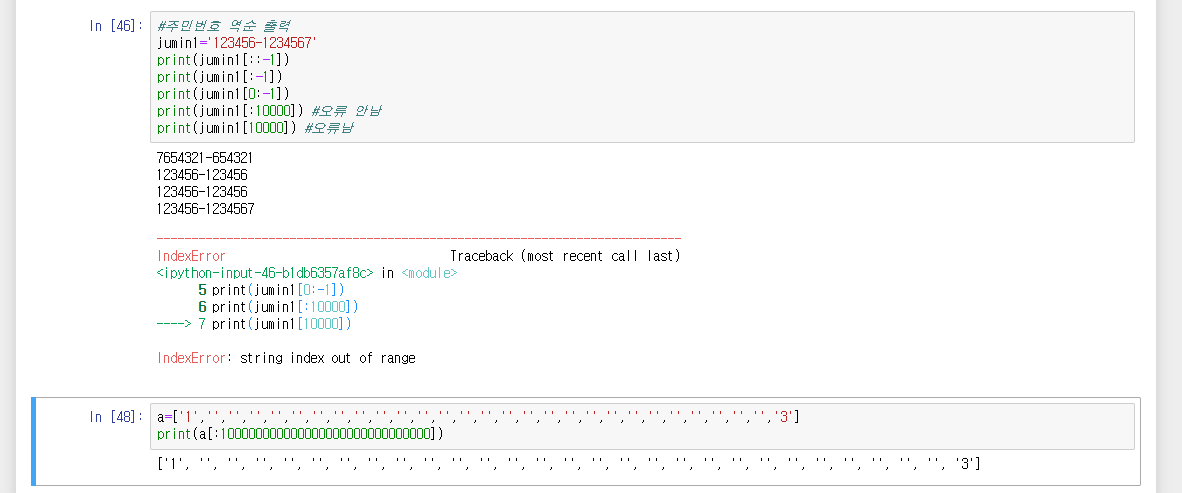 In [46]:
#주민번호 역순 출력
jumin1='123456-1234567'
print(jumin1[::-1])
print(jumin1[:-1])
print(jumin1[0:-1])
print(jumin1[:10000]) #오류 안남
print(jumin1[10000]) #오류남
7654321-654321
123456-123456
123456-123456
123456-1234567
---------------------------------------------------------------------------
IndexError Traceback (most recent call last)
<ipython-input-46-b1db6357af8c> in <module>
5 print(jumin1[0:-1])
6 print(jumin1[:10000])
----> 7 print(jumin1[10000])
IndexError: string index out of range
In [48]:
a=['1','','','','','','','','','','','','','','','','','','','','','','','','','','','','3']
print(a[:100000000000000000000000000000])
['1', '', '', '', '', '', '', '', '', '', '', '', '', '', '', '', '', '', '', '', '', '', '', '', '', '', '', '', '3']